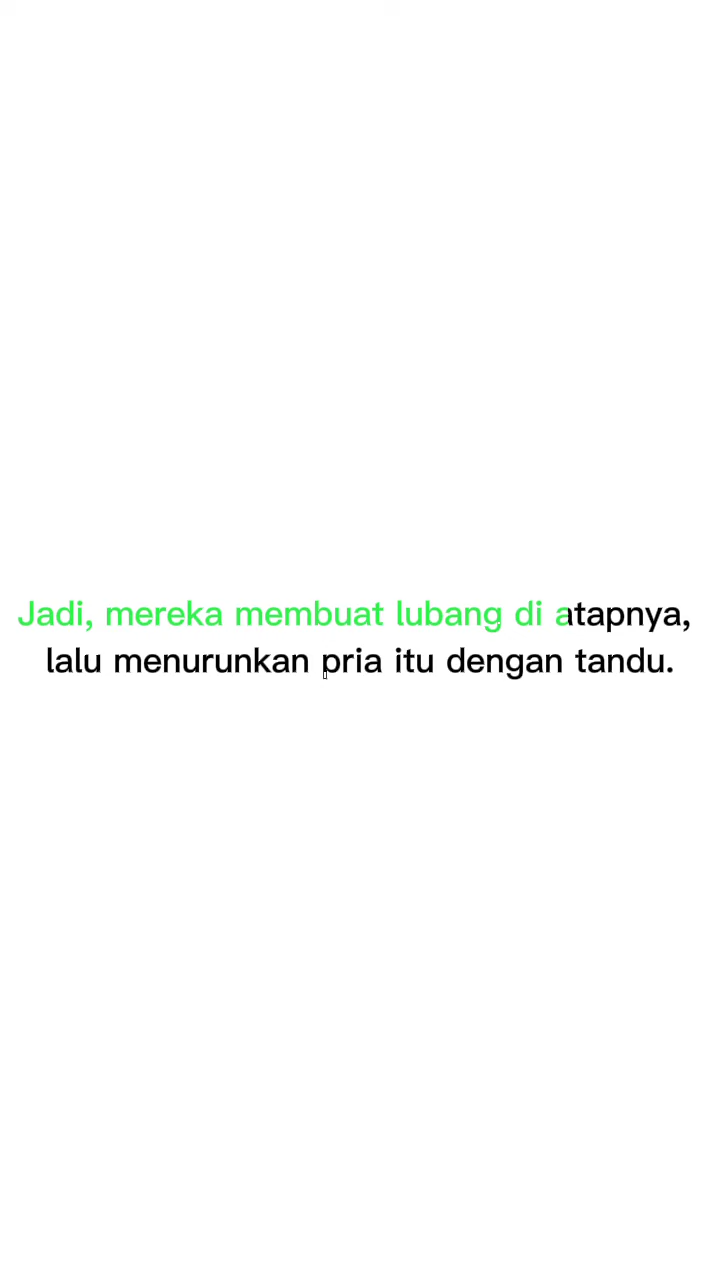 Jadi, mereka membuat lubang di atapnya,
lalu menurunkan pria itu dengan tandu.